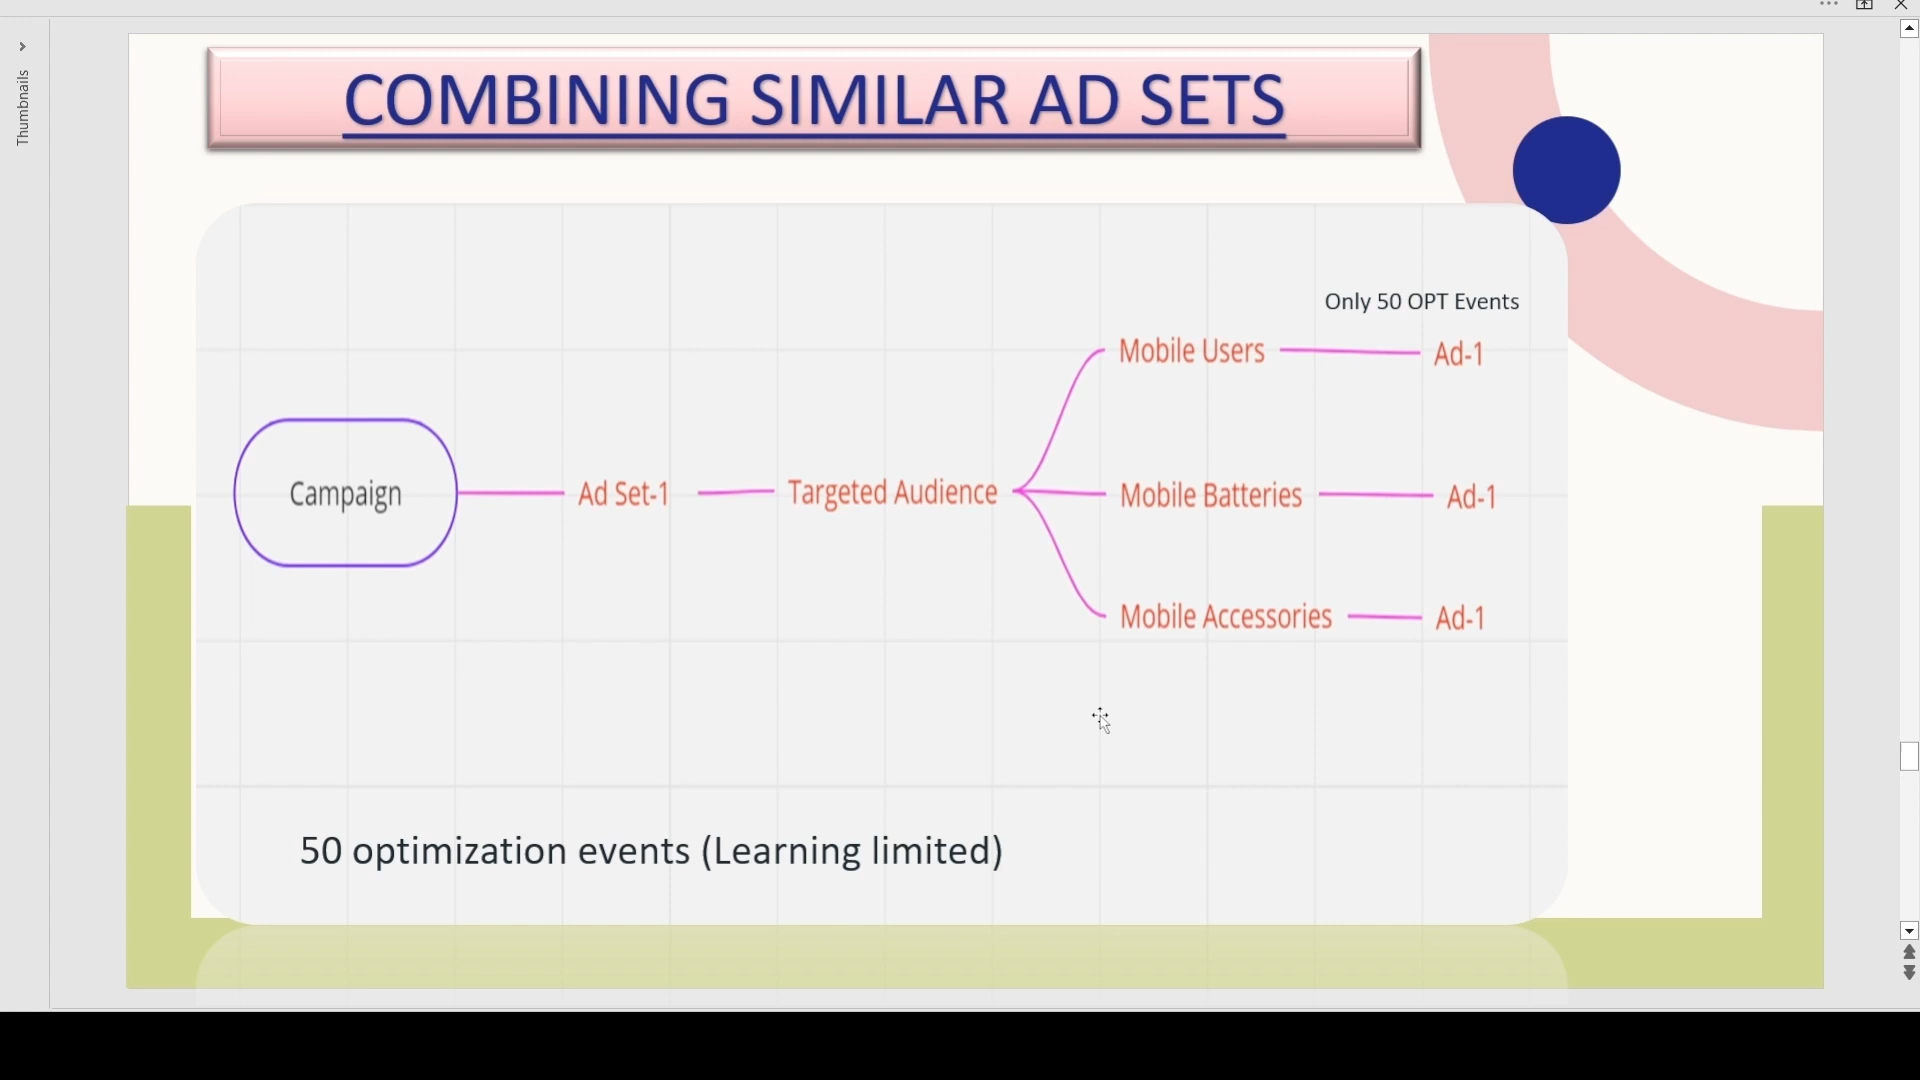 Thumbnails
COMBINING SIMILAR AD SETS
Only 50 OPT Events
Mobile Users
Ad-1
Campaign
Ad Set-1
Targeted Audience
Mobile Batteries
Ad-1
Mobile Accessories
Ad-1
50 optimization events (Learning limited)